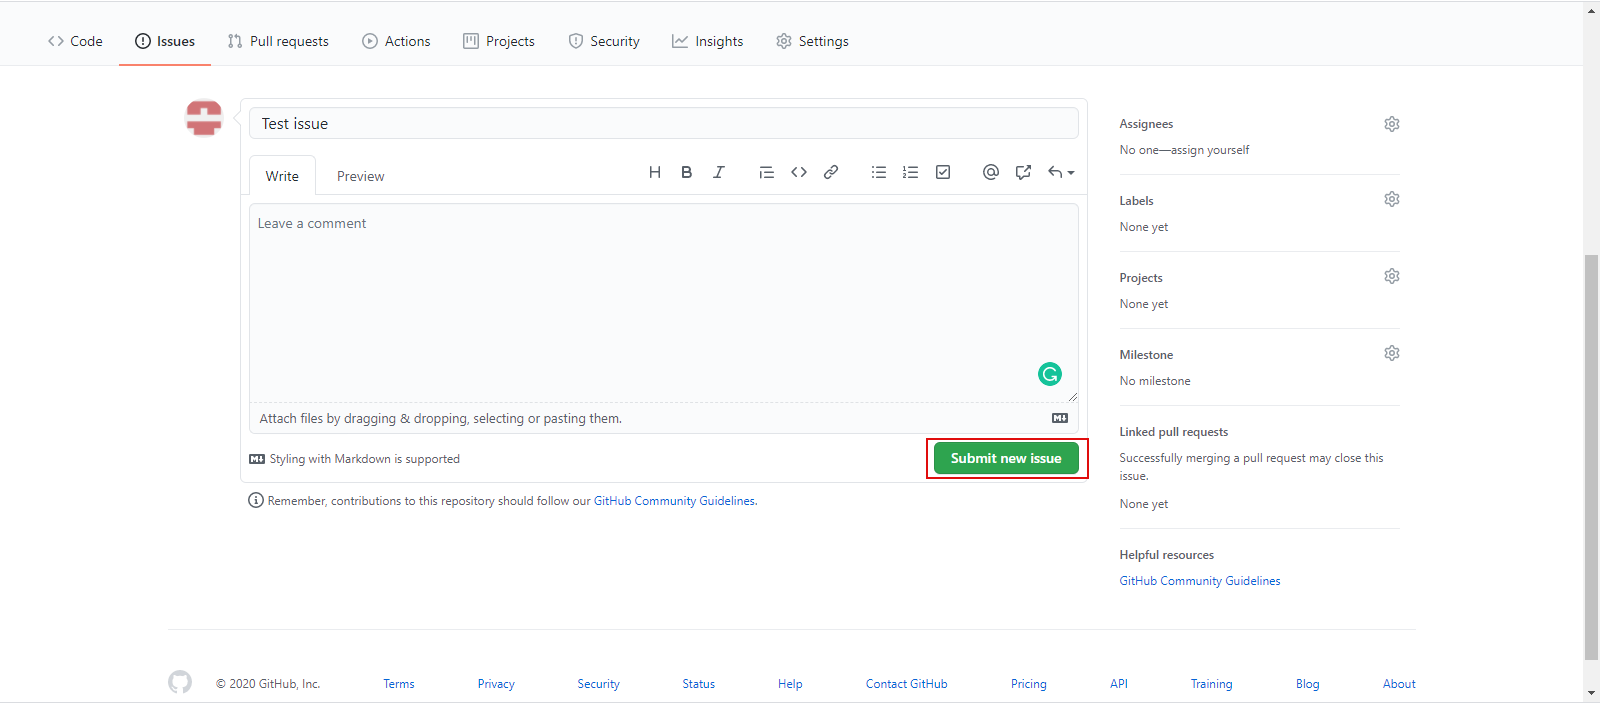 Code Issues Pull requests Actions Projects Security Insights Settings
Test issue
Write Preview H B I
Leave a comment
Attach files by dragging & dropping, selecting or pasting them.
Styling with Markdown is supported
Submit new issue
Remember, contributions to this repository should follow our GitHub Community Guidelines.
Assignees
No one—assign yourself
Labels
None yet
Projects
None yet
Milestone
No milestone
Linked pull requests
Successfully merging a pull request may close this
issue.
None yet
Helpful resources
GitHub Community Guidelines
© 2020 GitHub, Inc. Terms Privacy Security Status Help Contact GitHub Pricing API Training Blog About